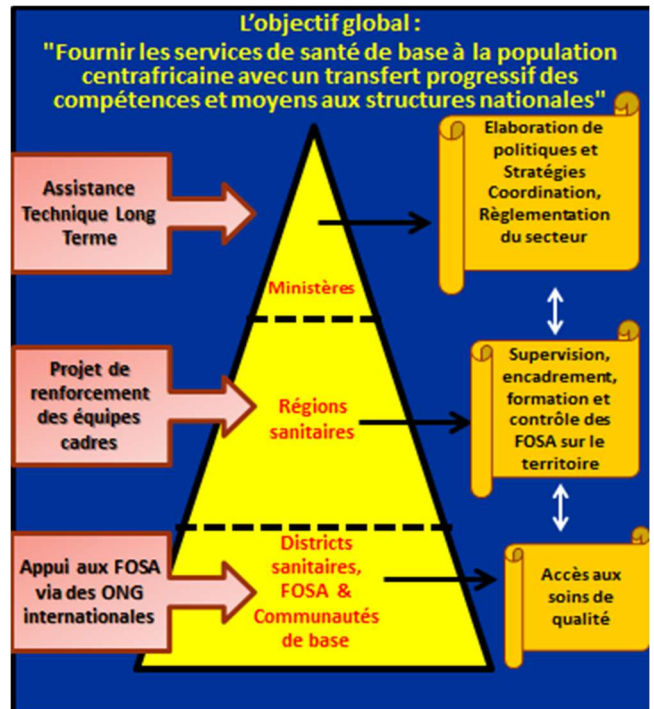 L'objectif global :
"Fournir les services de santé de base à la population
centrafricaine avec un transfert progressif des
compétences et moyens aux structures nationales"
Assistance
Technique Long
Terme
Ministères
Elaboration de
politiques et
Stratégies
Coordination,
Règlementation
du secteur
Projet de
renforcement
des équipes
cadres
Régions
sanitaires
Supervision,
encadrement,
formation et
contrôle des
FOSA sur le
territoire
Appui aux FOSA
via des ONG
internationales
Districts
sanitaires,
FOSA &
Communautés
de base
Accès aux
soins de
qualité